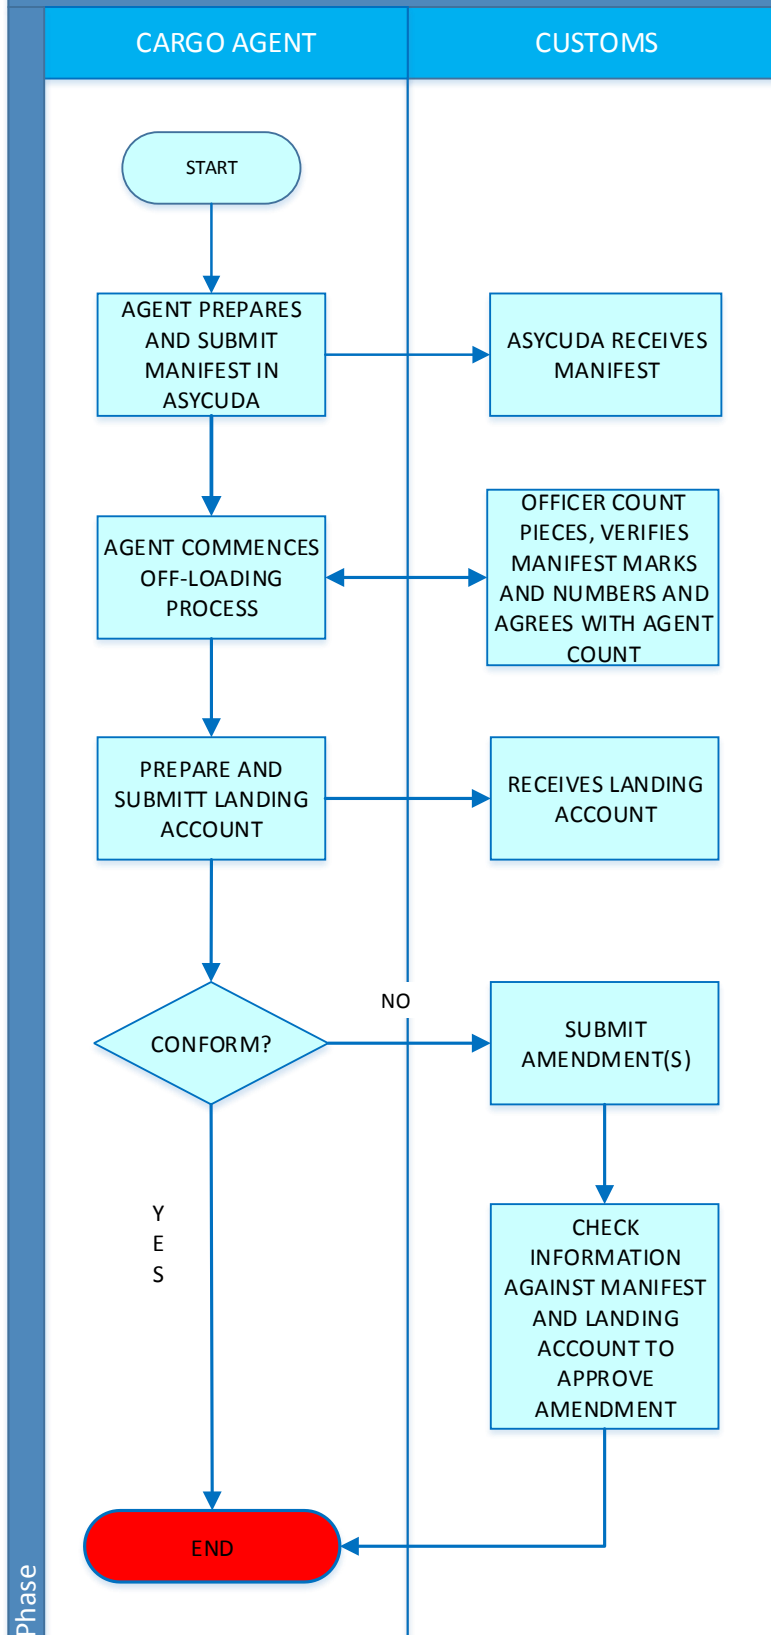 CARGO AGENT
CUSTOMS
START
AGENT PREPARES
AND SUBMIT
MANIFEST IN
ASYCUDA
ASYCUDA RECEIVES
MANIFEST
AGENT COMMENCES
OFF-LOADING
PROCESS
OFFICER COUNT
PIECES, VERIFIES
MANIFEST MARKS
AND NUMBERS AND
AGREES WITH AGENT
COUNT
PREPARE AND
SUBMITT LANDING
ACCOUNT
RECEIVES LANDING
ACCOUNT
CONFORM?
NO
SUBMIT
AMENDMENT(S)
Y
E
S
CHECK
INFORMATION
AGAINST MANIFEST
AND LANDING
ACCOUNT TO
APPROVE
AMENDMENT
END
Phase